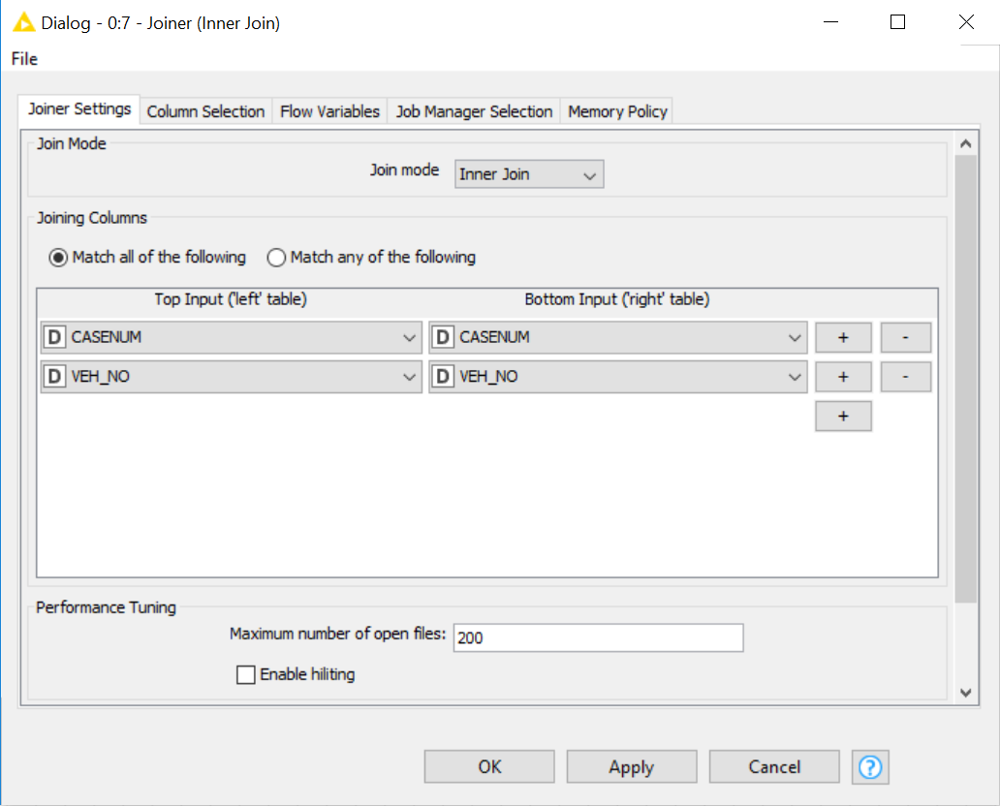 Dialog - 0:7 - Joiner (Inner Join)
File
Joiner Settings Column Selection Flow Variables Job Manager Selection Memory Policy
Join Mode
Join mode Inner Join
Joining Columns
Match all of the following Match any of the following
Top Input ('left' table) Bottom Input ('right' table)
D CASENUM D CASENUM + -
D VEH_NO D VEH_NO + -
+
Performance Tuning
Maximum number of open files: 200
Enable hiliting
OK Apply Cancel ?